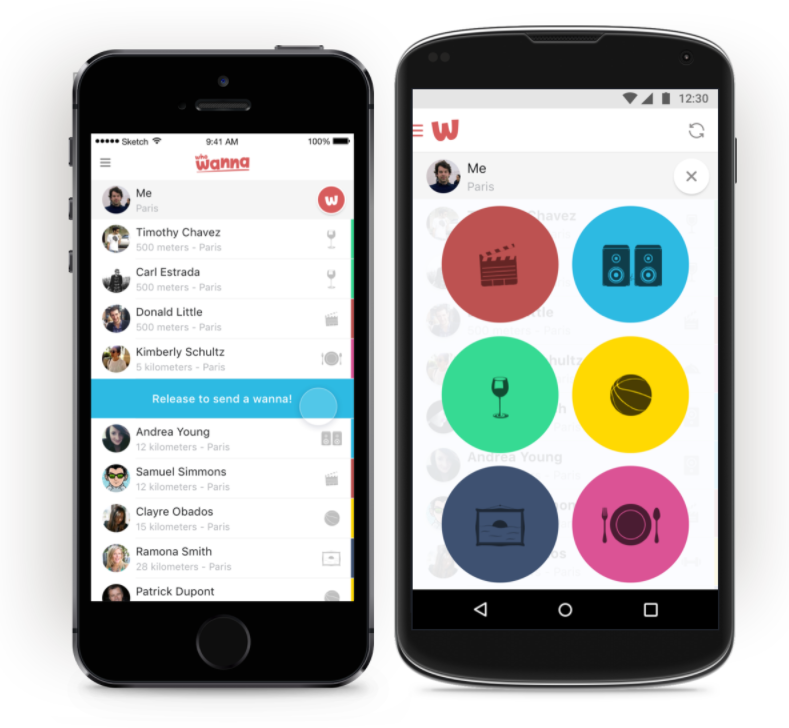 Sketch 9:41 AM 100%
who
wanna
Me
Paris
W
Timothy Chavez
500 meters - Paris
Carl Estrada
500 meters - Paris
Donald Little
500 meters - Paris
Kimberly Schultz
5 kilometers - Paris
Release to send a wanna!
Andrea Young
12 kilometers - Paris
Samuel Simmons
12 kilometers - Paris
Clayre Obados
15 kilometers - Paris
Ramona Smith
28 kilometers - Paris
Patrick Dupont
12:30
W
Me
Paris
Chavez
Little
hultz
Andrea Young